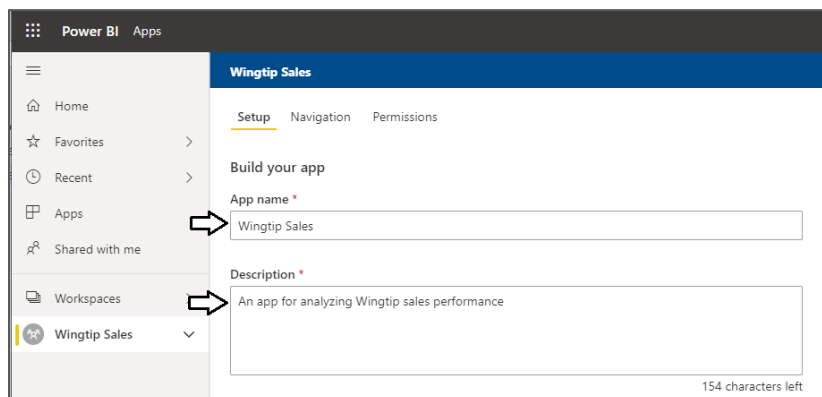 Power BI Apps
Wingtip Sales
Home
Favorites
Recent
Apps
Shared with me
Workspaces
Wingtip Sales
Setup Navigation Permissions
Build your app
App name *
Wingtip Sales
Description *
An app for analyzing Wingtip sales performance
154 characters left